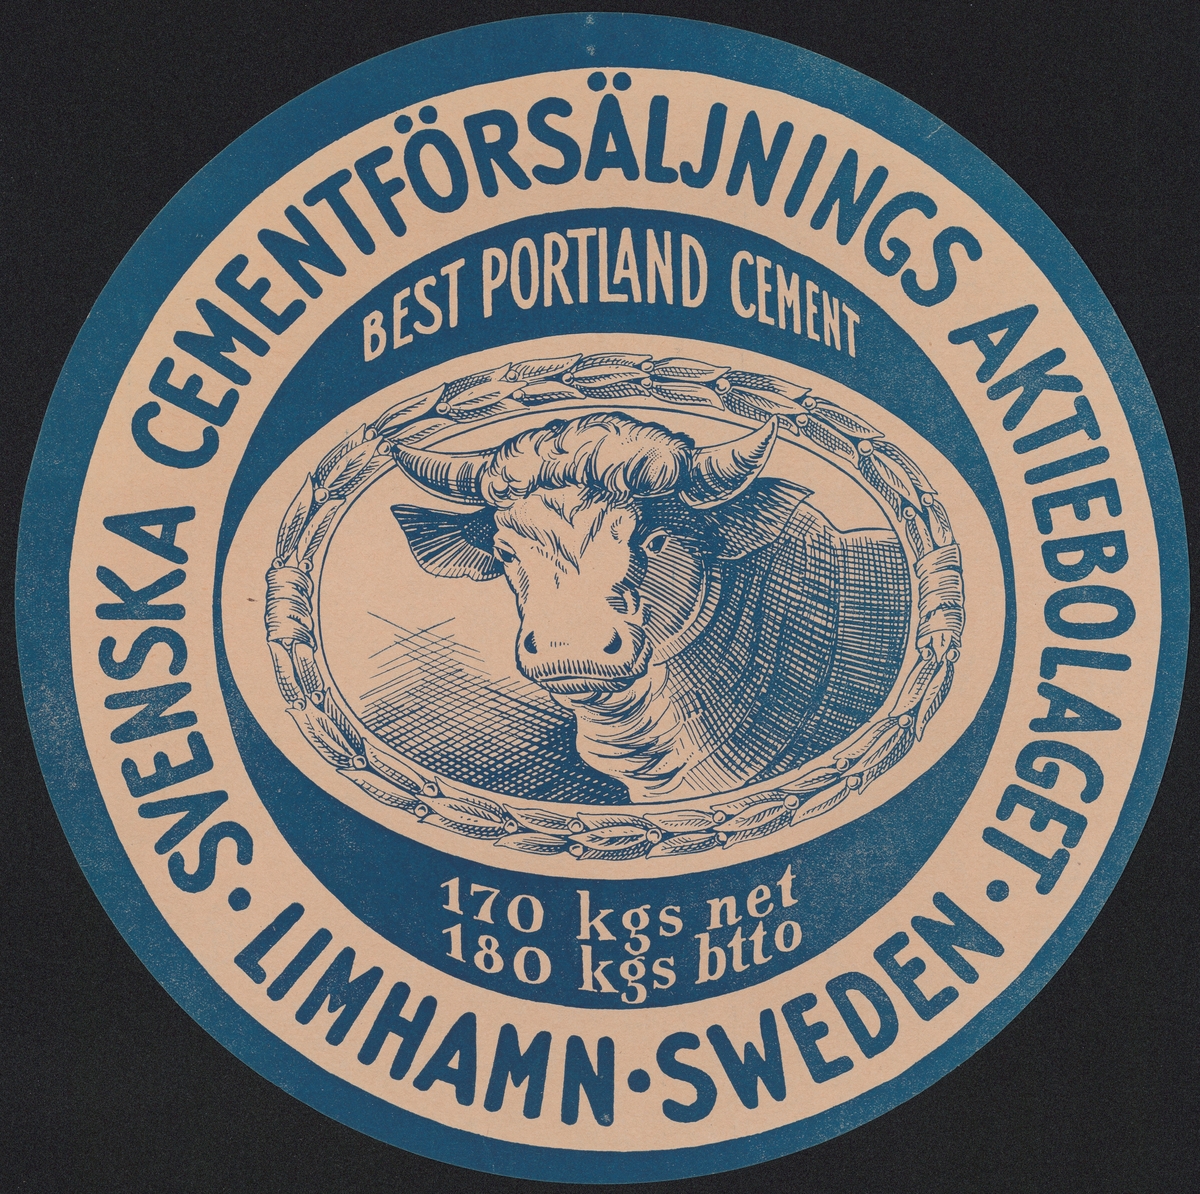 SVENSKA CEMENTFÖRSÄLJNINGS AKTIEBOLAGET
· LIMHAMN · SWEDEN ·
BEST PORTLAND CEMENT
170 kgs net
180 kgs btto